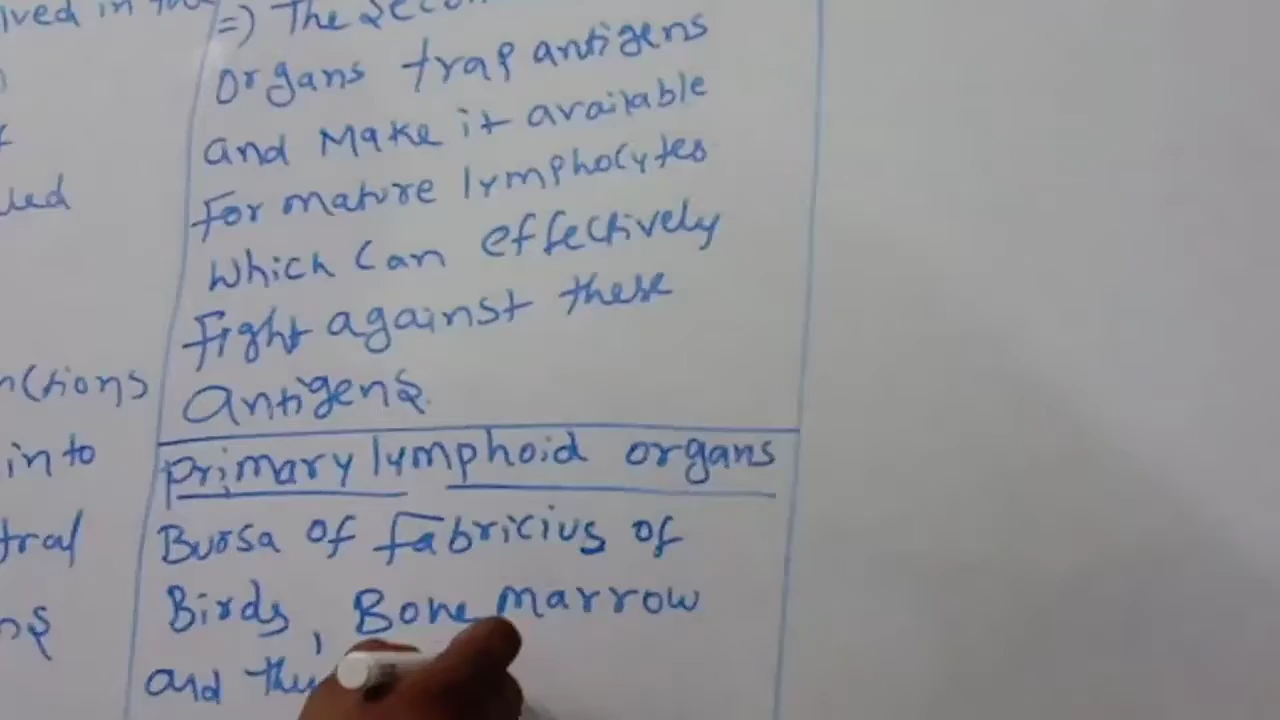 =) The
organs trap antigens
and Make it available
For mature lymphocytes
which can effectively
Fight against these
Antigens.
Primary lymphoid organs
Bursa of Fabricius of
Birds, Bone marrow
and
into